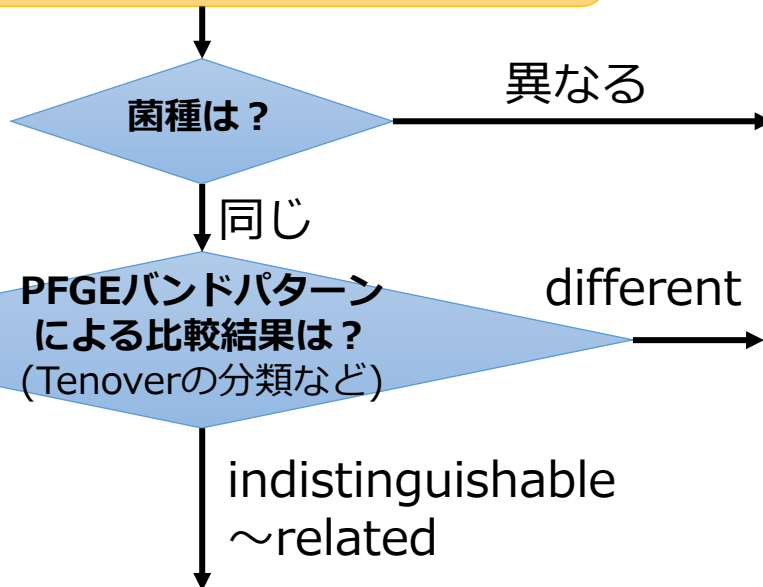 菌種は？
異なる
同じ
PFGEバンドパターン
による比較結果は？
(Tenoverの分類など)
different
indistinguishable
～related